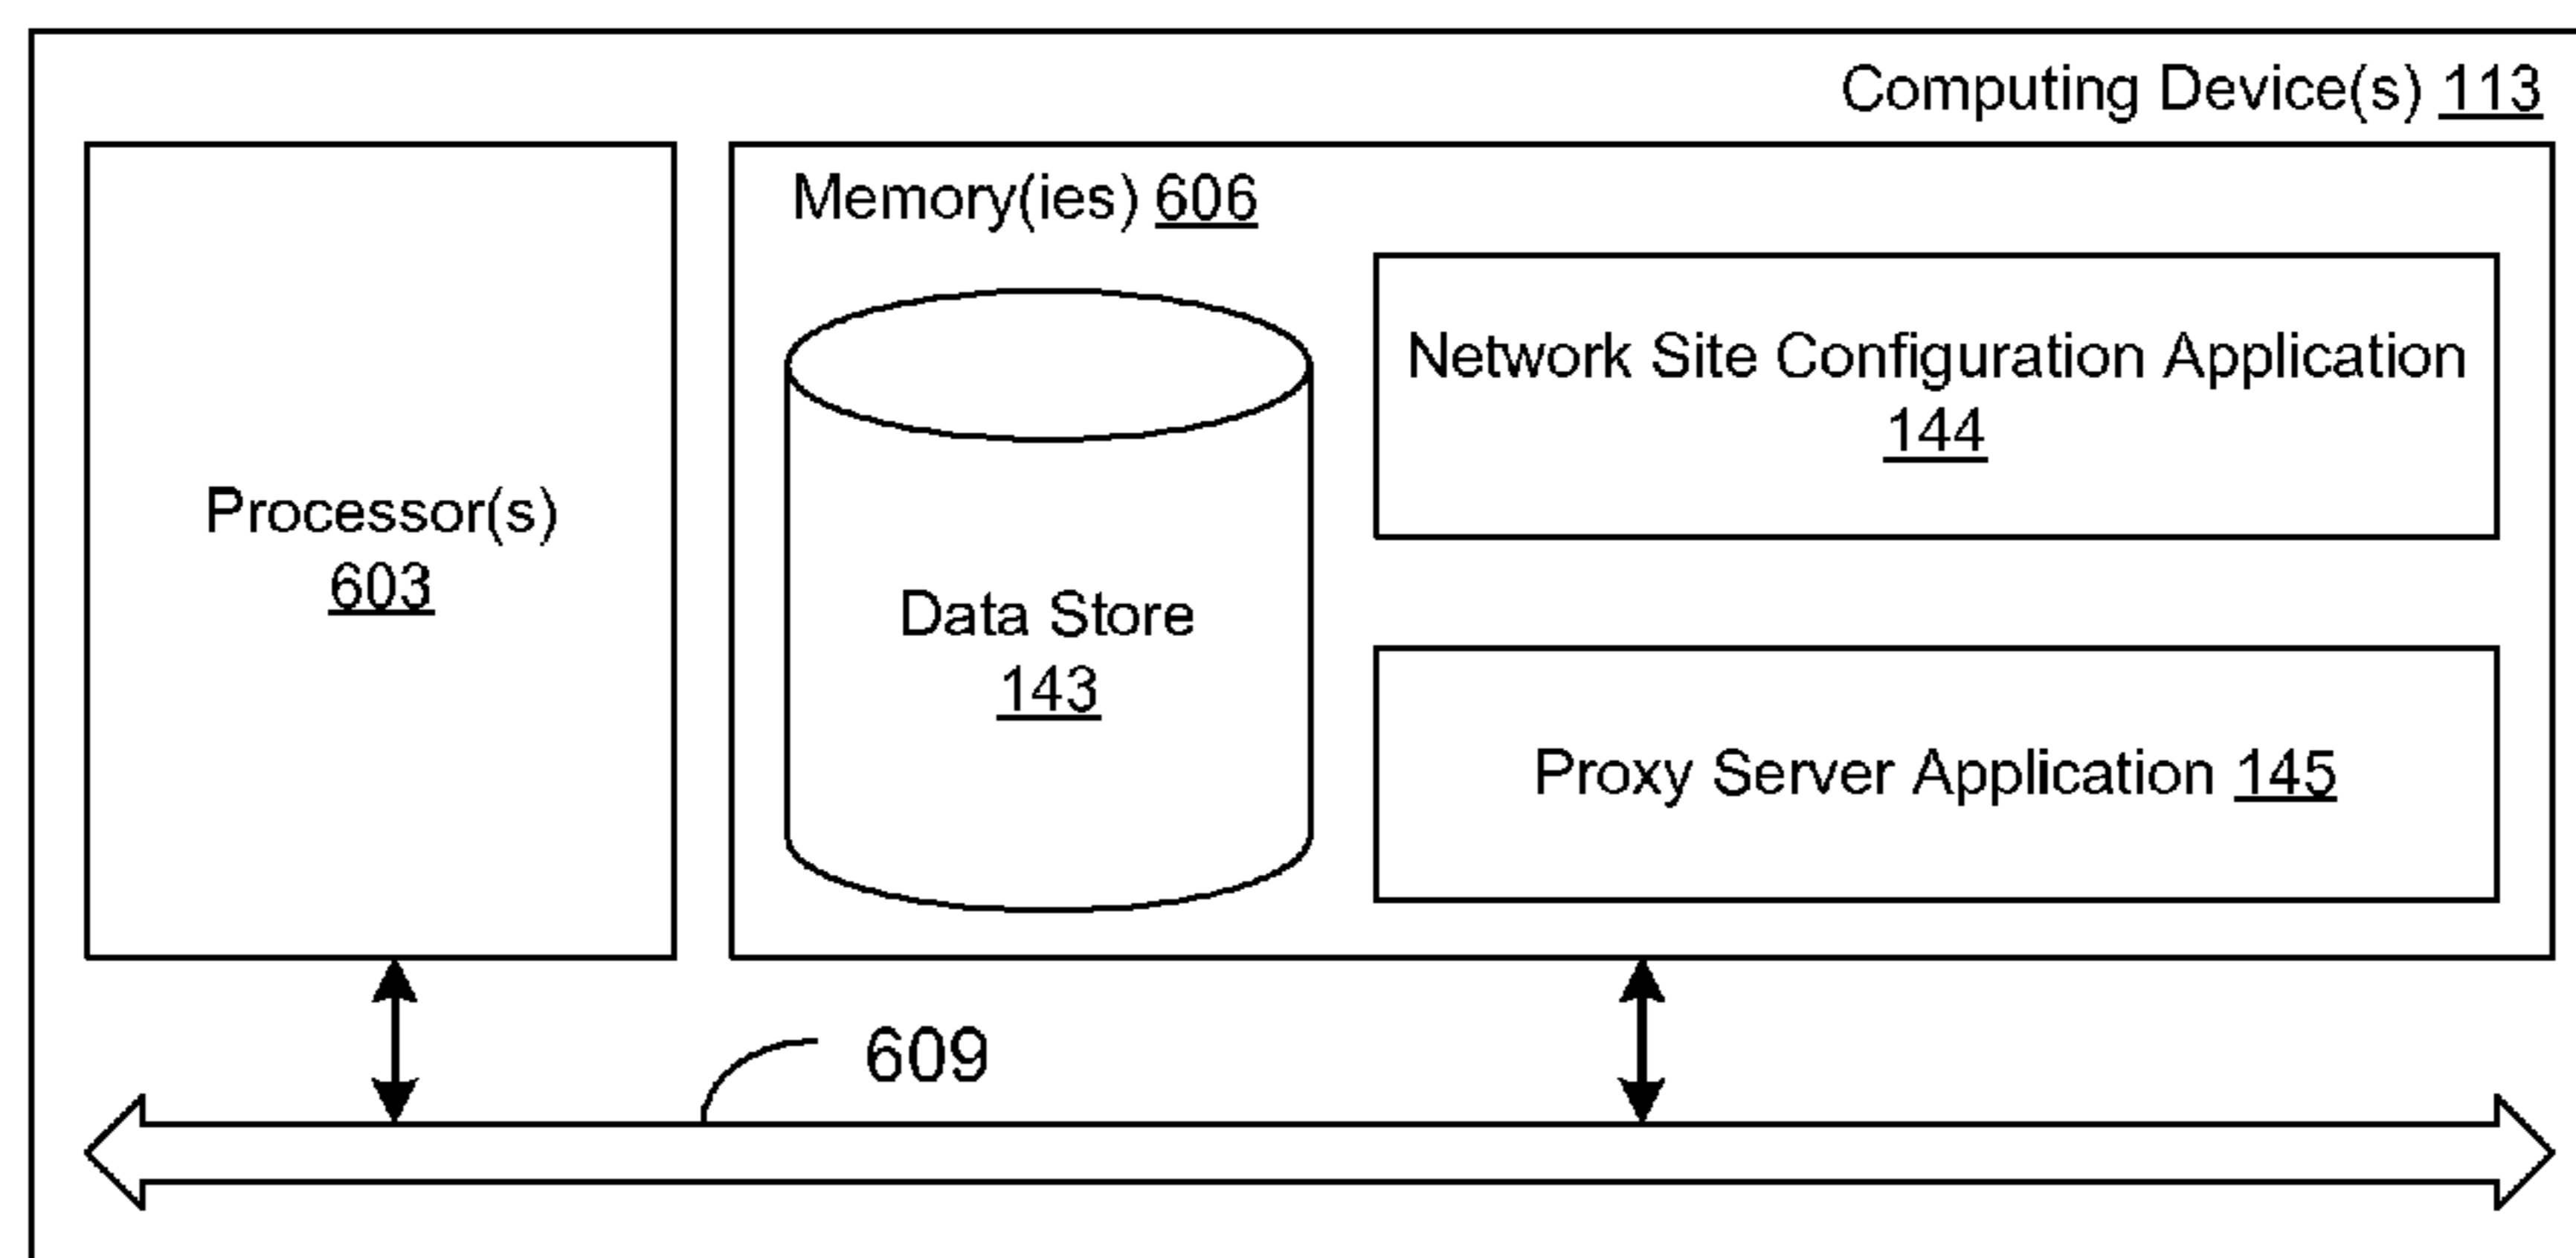 Computing Device(s) 113
Memory(ies) 606
Network Site Configuration Application
144
Processor(s)
603
Data Store
143
Proxy Server Application 145
609